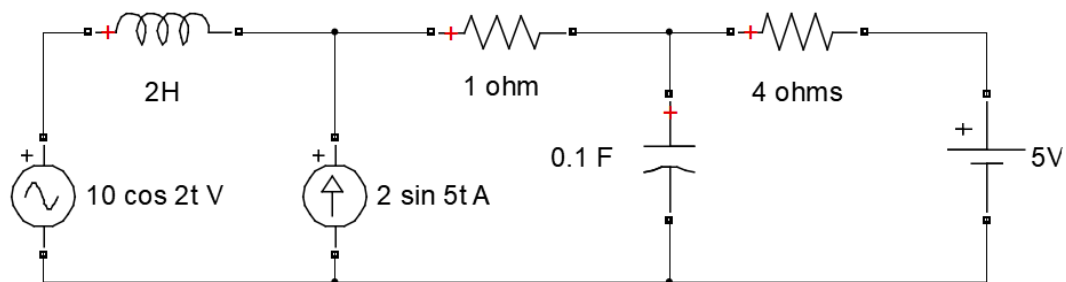 2H
1 ohm
4 ohms
+
10 cos 2t V
+
2 sin 5t A
0.1 F
+
5V